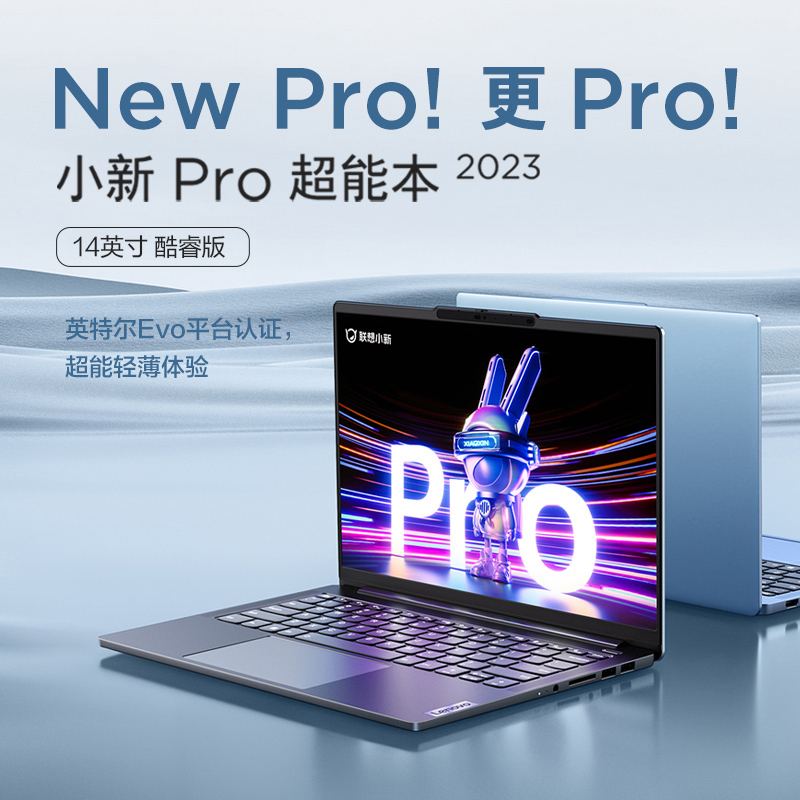 New Pro! 更 Pro!
小新 Pro 超能本 2023
14英寸 酷睿版
英特尔Evo平台认证，
超能轻薄体验
联想小新
XIAOXIN
Pro
Lenovo